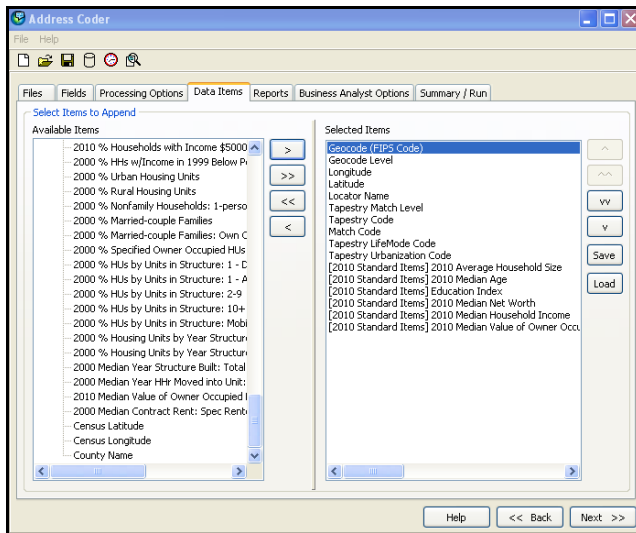 Address Coder
File Help
Files Fields Processing Options Data Items Reports Business Analyst Options Summary / Run
Select Items to Append
Available Items
2010 % Households with Income $5000
2000 % HHs w/Income in 1999 Below Po
2000 % Urban Housing Units
2000 % Rural Housing Units
2000 % Nonfamily Households: 1-perso
2000 % Married-couple Families
2000 % Married-couple Families: Own C
2000 % Specified Owner Occupied HUs
2000 % HUs by Units in Structure: 1 - D
2000 % HUs by Units in Structure: 1 - A
2000 % HUs by Units in Structure: 2-9
2000 % HUs by Units in Structure: 10+
2000 % HUs by Units in Structure: Mobi
2000 % Housing Units by Year Structure
2000 % Housing Units by Year Structure
2000 Median Year Structure Built: Total
2000 Median Year HHr Moved into Unit:
2010 Median Value of Owner Occupied
2000 Median Contract Rent: Spec Rente
Census Latitude
Census Longitude
County Name
>
>>
<<
<
Selected Items
Geocode (FIPS Code)
Geocode Level
Longitude
Latitude
Locator Name
Tapestry Match Level
Tapestry Code
Match Code
Tapestry LifeMode Code
Tapestry Urbanization Code
[2010 Standard Items] 2010 Average Household Size
[2010 Standard Items] 2010 Median Age
[2010 Standard Items] Education Index
[2010 Standard Items] 2010 Median Net Worth
[2010 Standard Items] 2010 Median Household Income
[2010 Standard Items] 2010 Median Value of Owner Occu
^
^^
vv
v
Save
Load
Help << Back Next >>